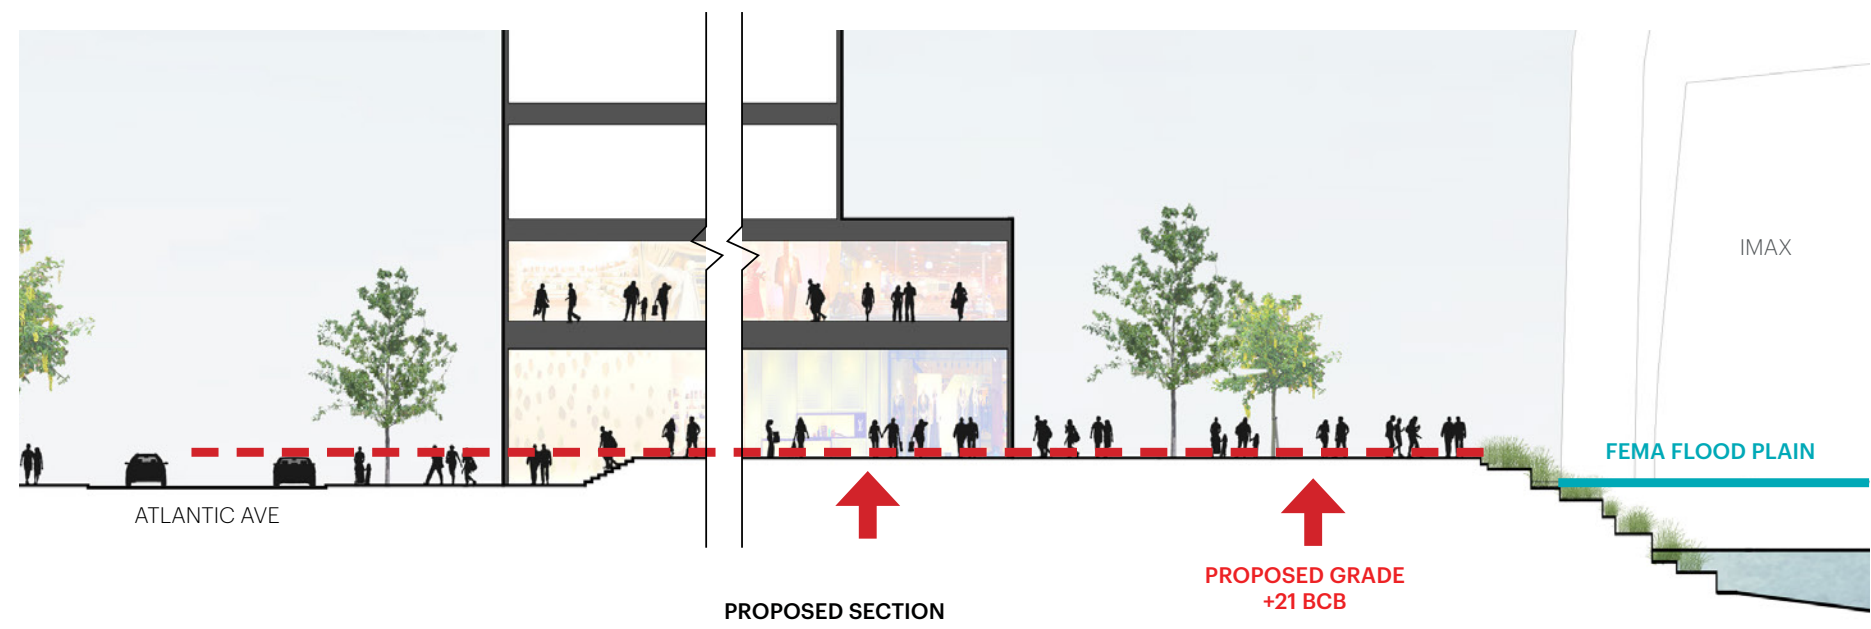 IMAX
FEMA FLOOD PLAIN
ATLANTIC AVE
PROPOSED GRADE
+21 BCB
PROPOSED SECTION